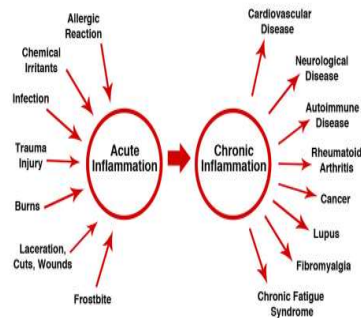 Allergic
Reaction
Chemical
Irritants
Infection
Trauma
Injury
Burns
Laceration,
Cuts, Wounds
Frostbite
Acute
Inflammation
Chronic
Inflammation
Cardiovascular
Disease
Neurological
Disease
Autoimmune
Disease
Rheumatoid
Arthritis
Cancer
Lupus
Fibromyalgia
Chronic Fatigue
Syndrome